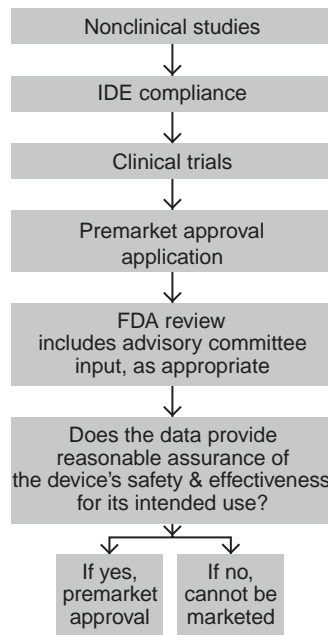 Nonclinical studies
IDE compliance
Clinical trials
Premarket approval
application
FDA review
includes advisory committee
input, as appropriate
Does the data provide
reasonable assurance of
the device’s safety & effectiveness
for its intended use?
If yes,
premarket
approval
If no,
cannot be
marketed